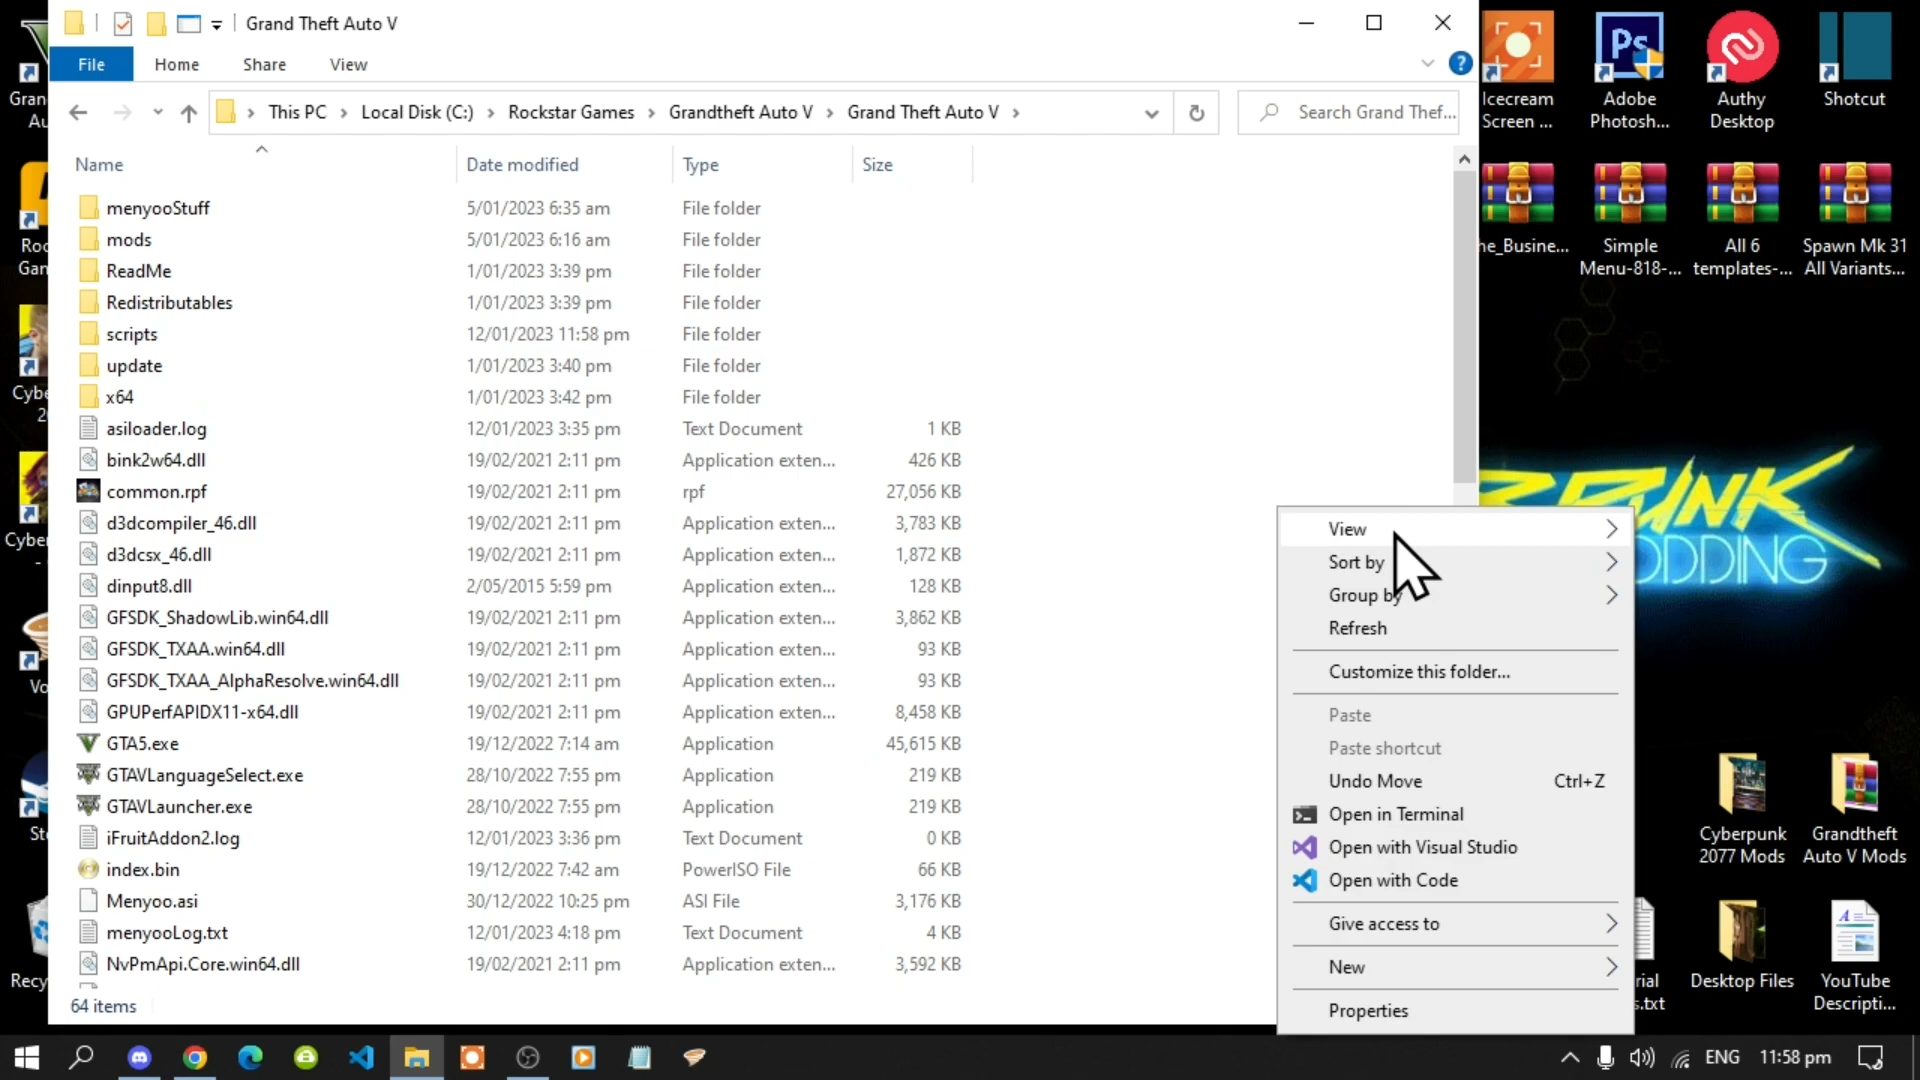 Grand Theft Auto V
File
Home
Share
View
This PC
Local Disk (C:)
Rockstar Games
Grandtheft Auto V
Grand Theft Auto V
Search Grand Thef...
Name
Date modified
Type
Size
menyooStuff 5/01/2023 6:35 am File folder
mods 5/01/2023 6:16 am File folder
ReadMe 1/01/2023 3:39 pm File folder
Redistributables 1/01/2023 3:39 pm File folder
scripts 12/01/2023 11:58 pm File folder
update 1/01/2023 3:40 pm File folder
x64 1/01/2023 3:42 pm File folder
asiloader.log 12/01/2023 3:35 pm Text Document 1 KB
bink2w64.dll 19/02/2021 2:11 pm Application exten... 426 KB
common.rpf 19/02/2021 2:11 pm rpf 27,056 KB
d3dcompiler_46.dll 19/02/2021 2:11 pm Application exten... 3,783 KB
d3dcsx_46.dll 19/02/2021 2:11 pm Application exten... 1,872 KB
dinput8.dll 2/05/2015 5:59 pm Application exten... 128 KB
GFSDK_ShadowLib.win64.dll 19/02/2021 2:11 pm Application exten... 3,862 KB
GFSDK_TXAA.win64.dll 19/02/2021 2:11 pm Application exten... 93 KB
GFSDK_TXAA_AlphaResolve.win64.dll 19/02/2021 2:11 pm Application exten... 93 KB
GPUPerfAPIDX11-x64.dll 19/02/2021 2:11 pm Application exten... 8,458 KB
GTA5.exe 19/12/2022 7:14 am Application 45,615 KB
GTAVLanguageSelect.exe 28/10/2022 7:55 pm Application 219 KB
GTAVLauncher.exe 28/10/2022 7:55 pm Application 219 KB
iFruitAddon2.log 12/01/2023 3:36 pm Text Document 0 KB
index.bin 19/12/2022 7:42 am PowerISO File 66 KB
Menyoo.asi 30/12/2022 10:25 pm ASI File 3,176 KB
menyooLog.txt 12/01/2023 4:18 pm Text Document 4 KB
NvPmApi.Core.win64.dll 19/02/2021 2:11 pm Application exten... 3,592 KB
64 items
View
Sort by
Group by
Refresh
Customize this folder...
Paste
Paste shortcut
Undo Move Ctrl+Z
Open in Terminal
Open with Visual Studio
Open with Code
Give access to
New
Properties
Icecream
Screen ...
Adobe
Photosh...
Authy
Desktop
Shotcut
he_Busine...
Simple
Menu-818-...
All 6
templates-...
Spawn Mk 31
All Variants...
PUNK
ODDING
Cyberpunk
2077 Mods
Grandtheft
Auto V Mods
rial
s.txt
Desktop Files
YouTube
Descripti...
Gran
Au
Roc
Gan
Cybe
2
Cyber
-
Vo
Ste
Recy
ENG
11:58 pm